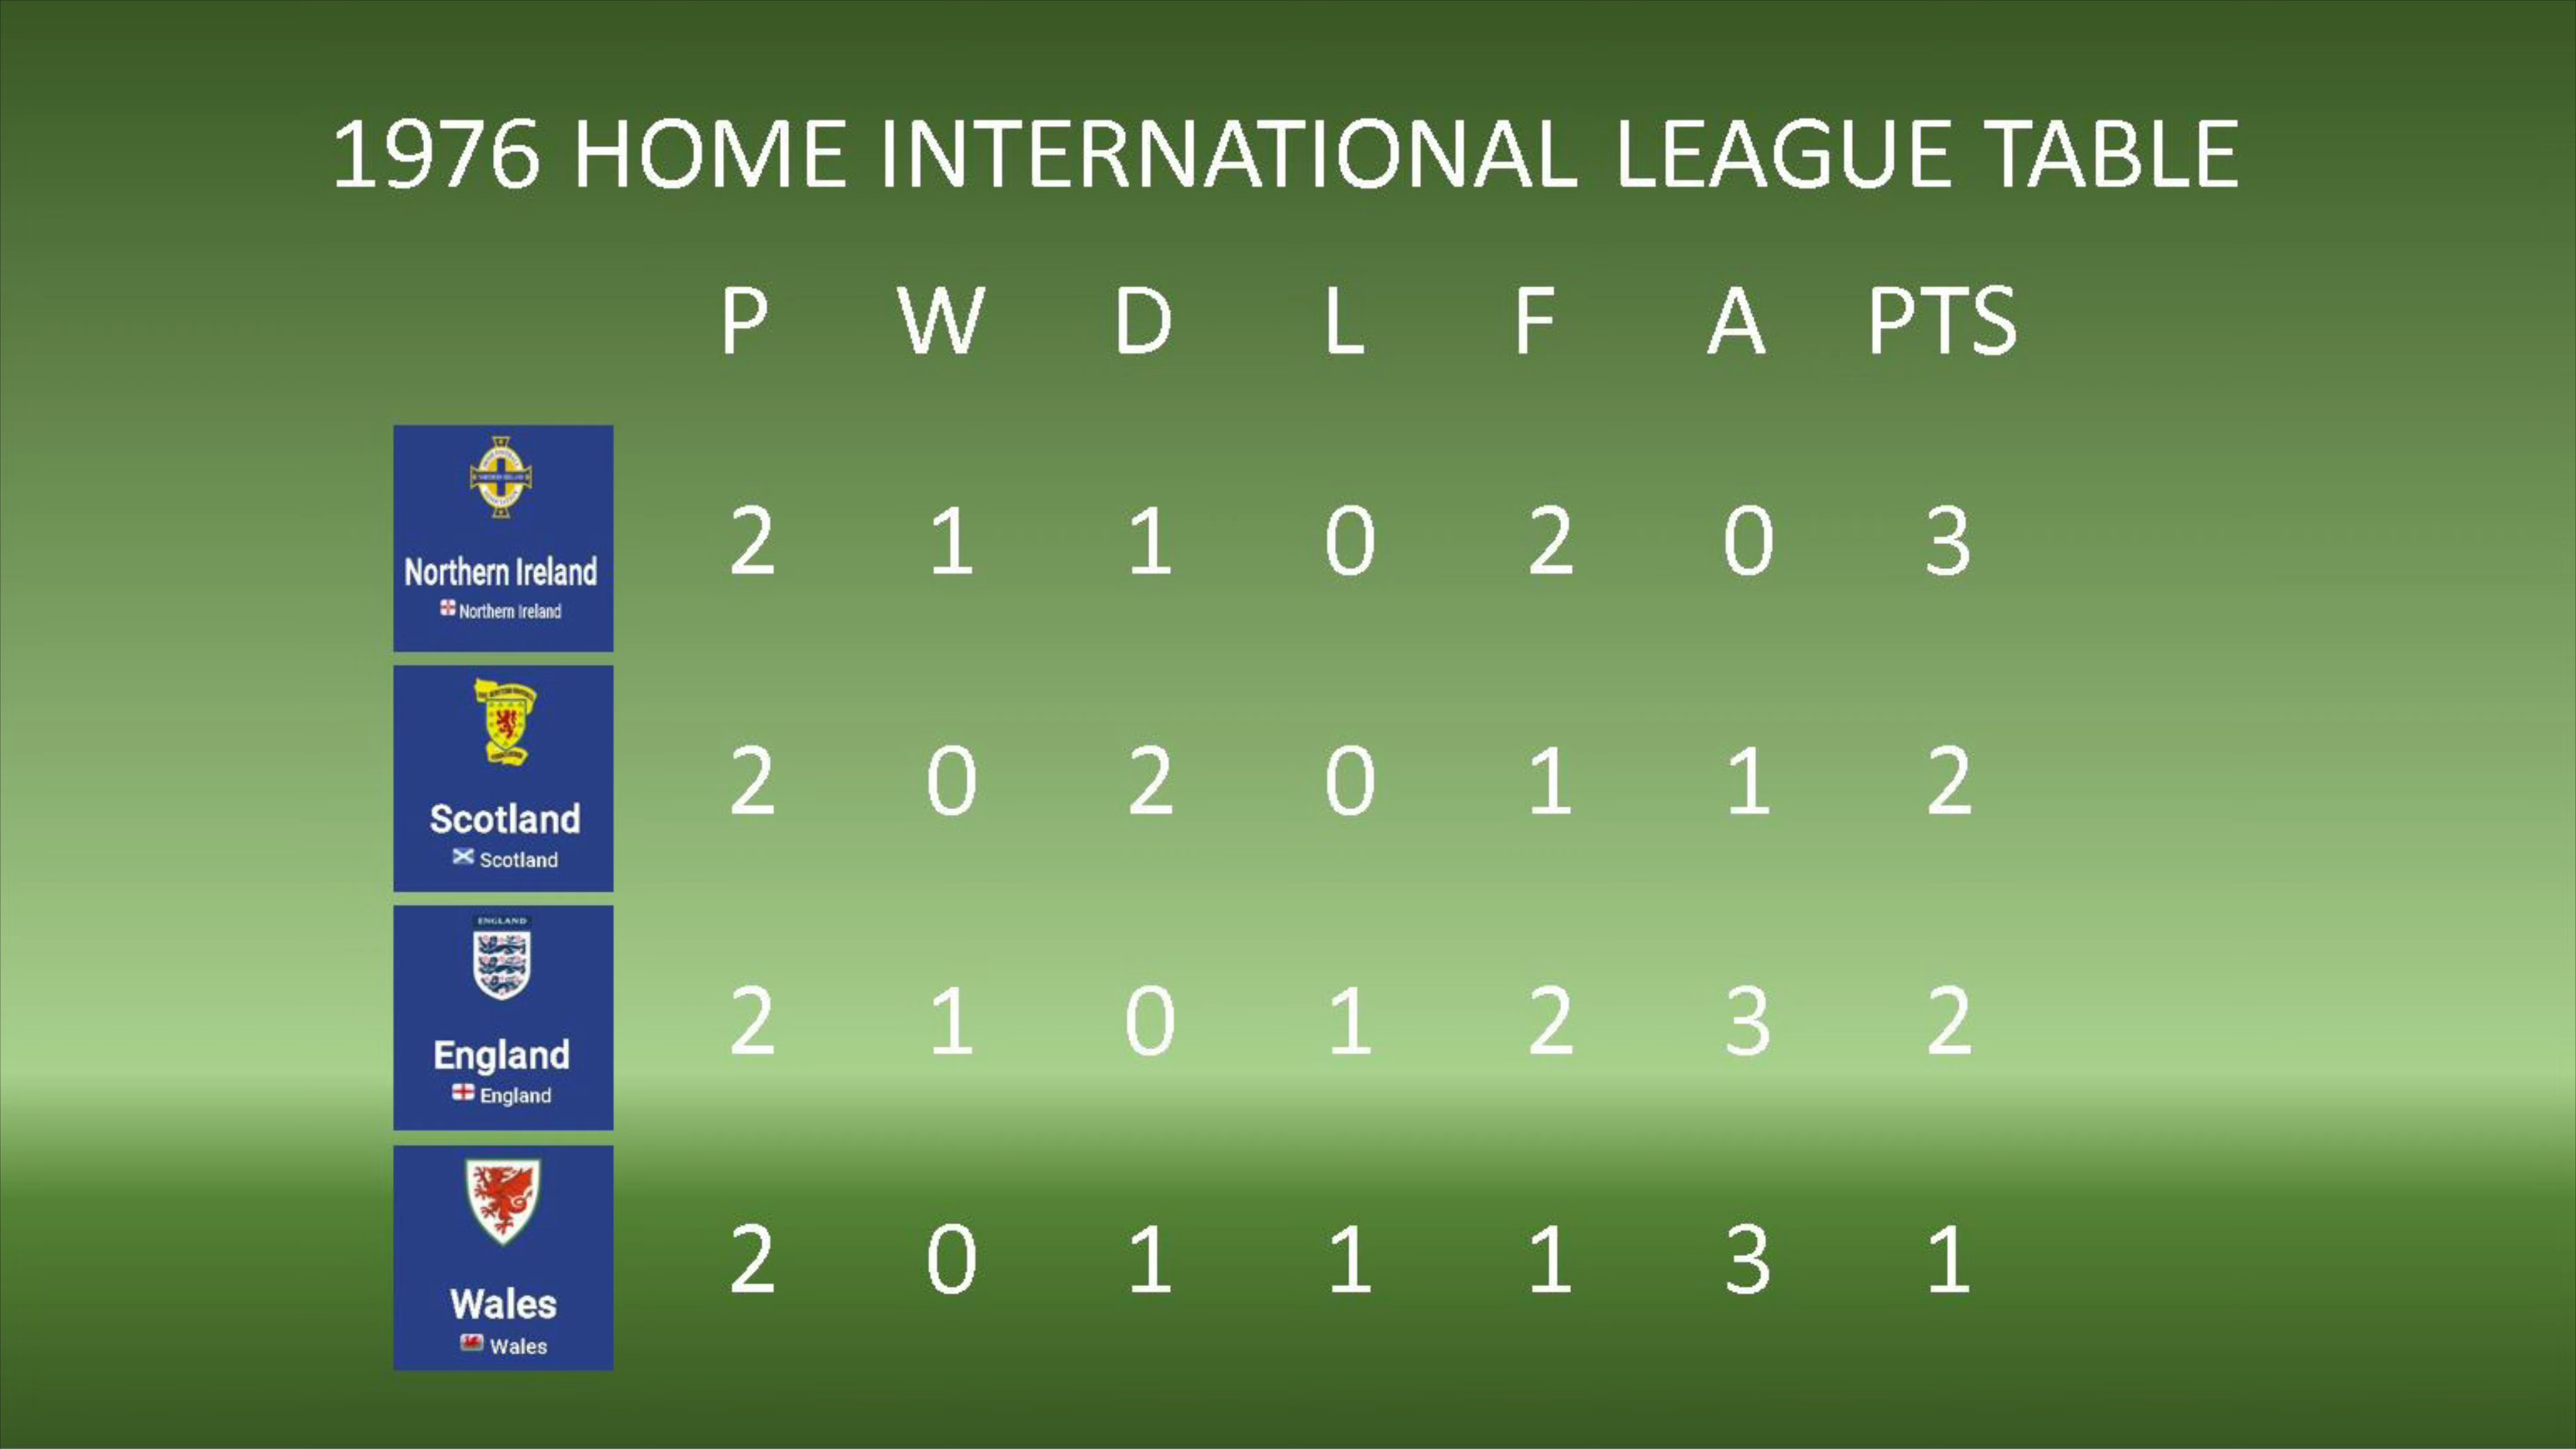 1976 HOME INTERNATIONAL LEAGUE TABLE
P W D L F A PTS
Northern Ireland
Northern Ireland
2 1 1 0 2 0 3
Scotland
Scotland
2 0 2 0 1 1 2
ENGLAND
England
England
2 1 0 1 2 3 2
Wales
Wales
2 0 1 1 1 3 1